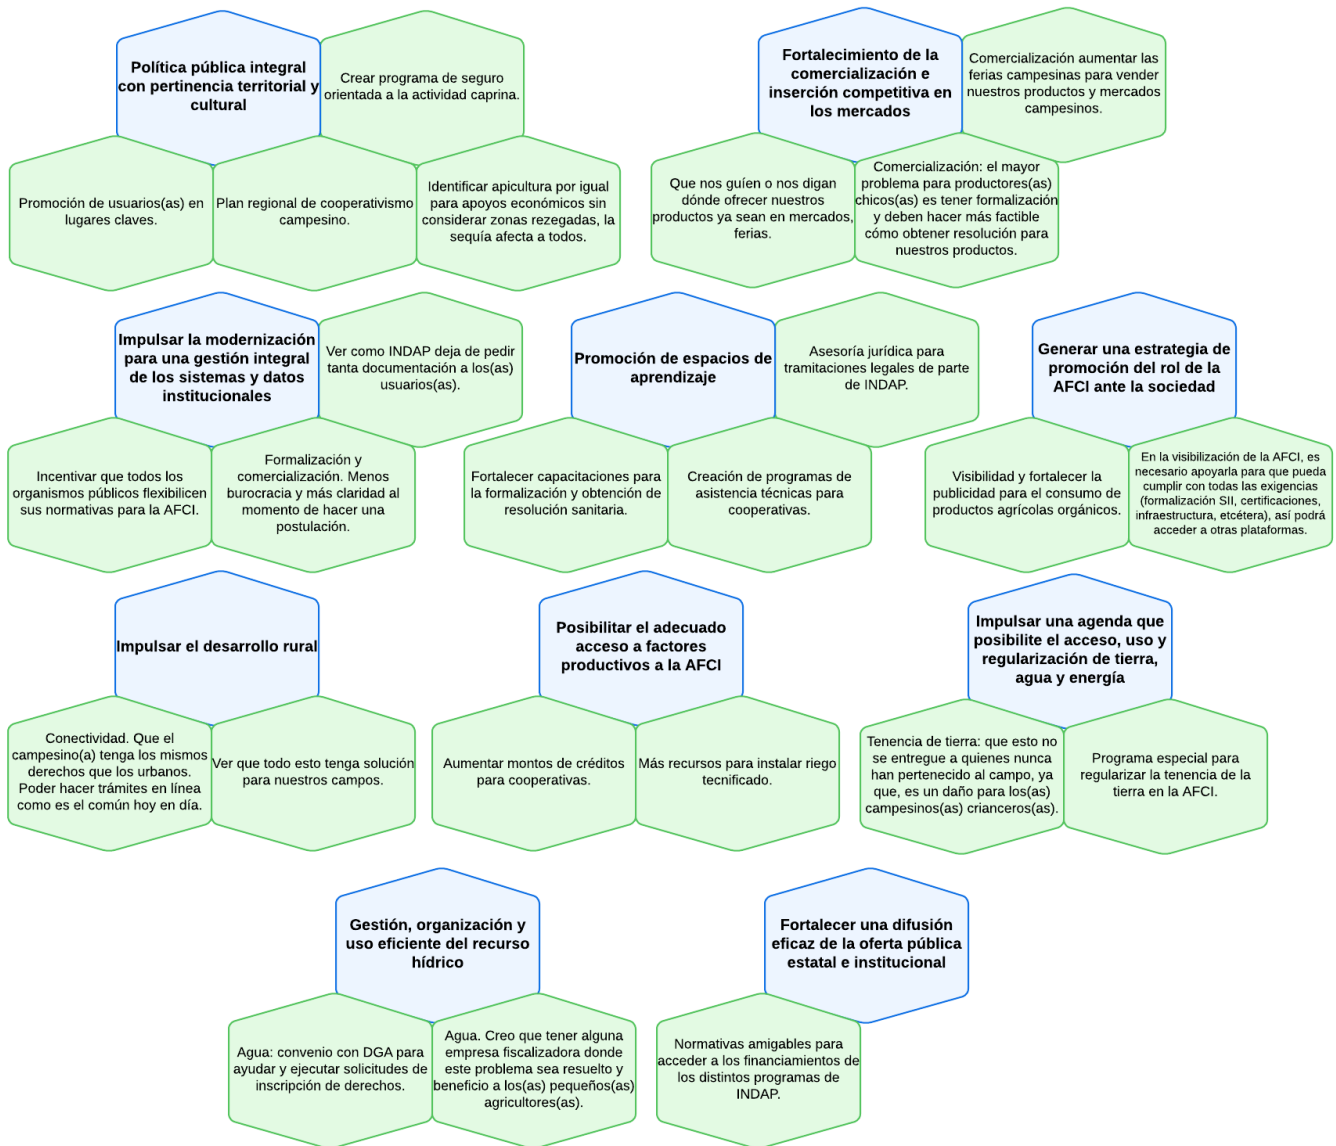 Política pública integral
con pertinencia territorial y
cultural
Crear programa de seguro
orientada a la actividad caprina.
Promoción de usuarios(as) en
lugares claves.
Plan regional de cooperativismo
campesino.
Identificar apicultura por igual
para apoyos económicos sin
considerar zonas rezegadas, la
sequía afecta a todos.
Fortalecimiento de la
comercialización e
inserción competitiva en
los mercados
Comercialización aumentar las
ferias campesinas para vender
nuestros productos y mercados
campesinos.
Que nos guíen o nos digan
dónde ofrecer nuestros
productos ya sean en mercados,
ferias.
Comercialización: el mayor
problema para productores(as)
chicos(as) es tener formalización
y deben hacer más factible
cómo obtener resolución para
nuestros productos.
Impulsar la modernización
para una gestión integral
de los sistemas y datos
institucionales
Ver como INDAP deja de pedir
tanta documentación a los(as)
usuarios(as).
Incentivar que todos los
organismos públicos flexibilicen
sus normativas para la AFCI.
Formalización y
comercialización. Menos
burocracia y más claridad al
momento de hacer una
postulación.
Promoción de espacios de
aprendizaje
Asesoría jurídica para
tramitaciones legales de parte
de INDAP.
Fortalecer capacitaciones para
la formalización y obtención de
resolución sanitaria.
Creación de programas de
asistencia técnicas para
cooperativas.
Generar una estrategia de
promoción del rol de la
AFCI ante la sociedad
Visibilidad y fortalecer la
publicidad para el consumo de
productos agrícolas orgánicos.
En la visibilización de la AFCI, es
necesario apoyarla para que pueda
cumplir con todas las exigencias
(formalización SII, certificaciones,
infraestructura, etcétera), así podrá
acceder a otras plataformas.
Impulsar el desarrollo rural
Conectividad. Que el
campesino(a) tenga los mismos
derechos que los urbanos.
Poder hacer trámites en línea
como es el común hoy en día.
Ver que todo esto tenga solución
para nuestros campos.
Posibilitar el adecuado
acceso a factores
productivos a la AFCI
Aumentar montos de créditos
para cooperativas.
Más recursos para instalar riego
tecnificado.
Impulsar una agenda que
posibilite el acceso, uso y
regularización de tierra,
agua y energía
Tenencia de tierra: que esto no
se entregue a quienes nunca
han pertenecido al campo, ya
que, es un daño para los(as)
campesinos(as) crianceros(as).
Programa especial para
regularizar la tenencia de la
tierra en la AFCI.
Gestión, organización y
uso eficiente del recurso
hídrico
Agua: convenio con DGA para
ayudar y ejecutar solicitudes de
inscripción de derechos.
Agua. Creo que tener alguna
empresa fiscalizadora donde
este problema sea resuelto y
beneficio a los(as) pequeños(as)
agricultores(as).
Fortalecer una difusión
eficaz de la oferta pública
estatal e institucional
Normativas amigables para
acceder a los financiamientos de
los distintos programas de
INDAP.